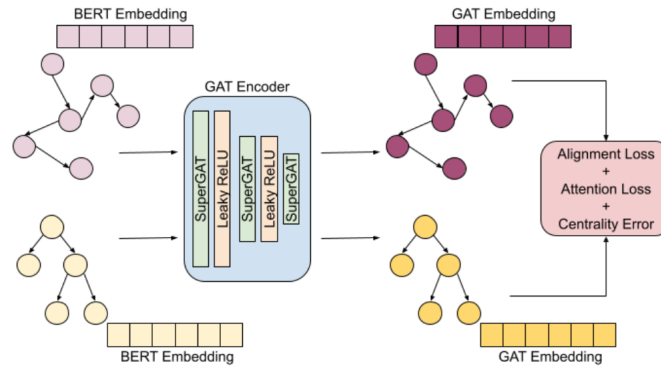 BERT Embedding
GAT Embedding
GAT Encoder
SuperGAT
Leaky ReLU
SuperGAT
Leaky ReLU
SuperGAT
Alignment Loss
+
Attention Loss
+
Centrality Error
BERT Embedding
GAT Embedding